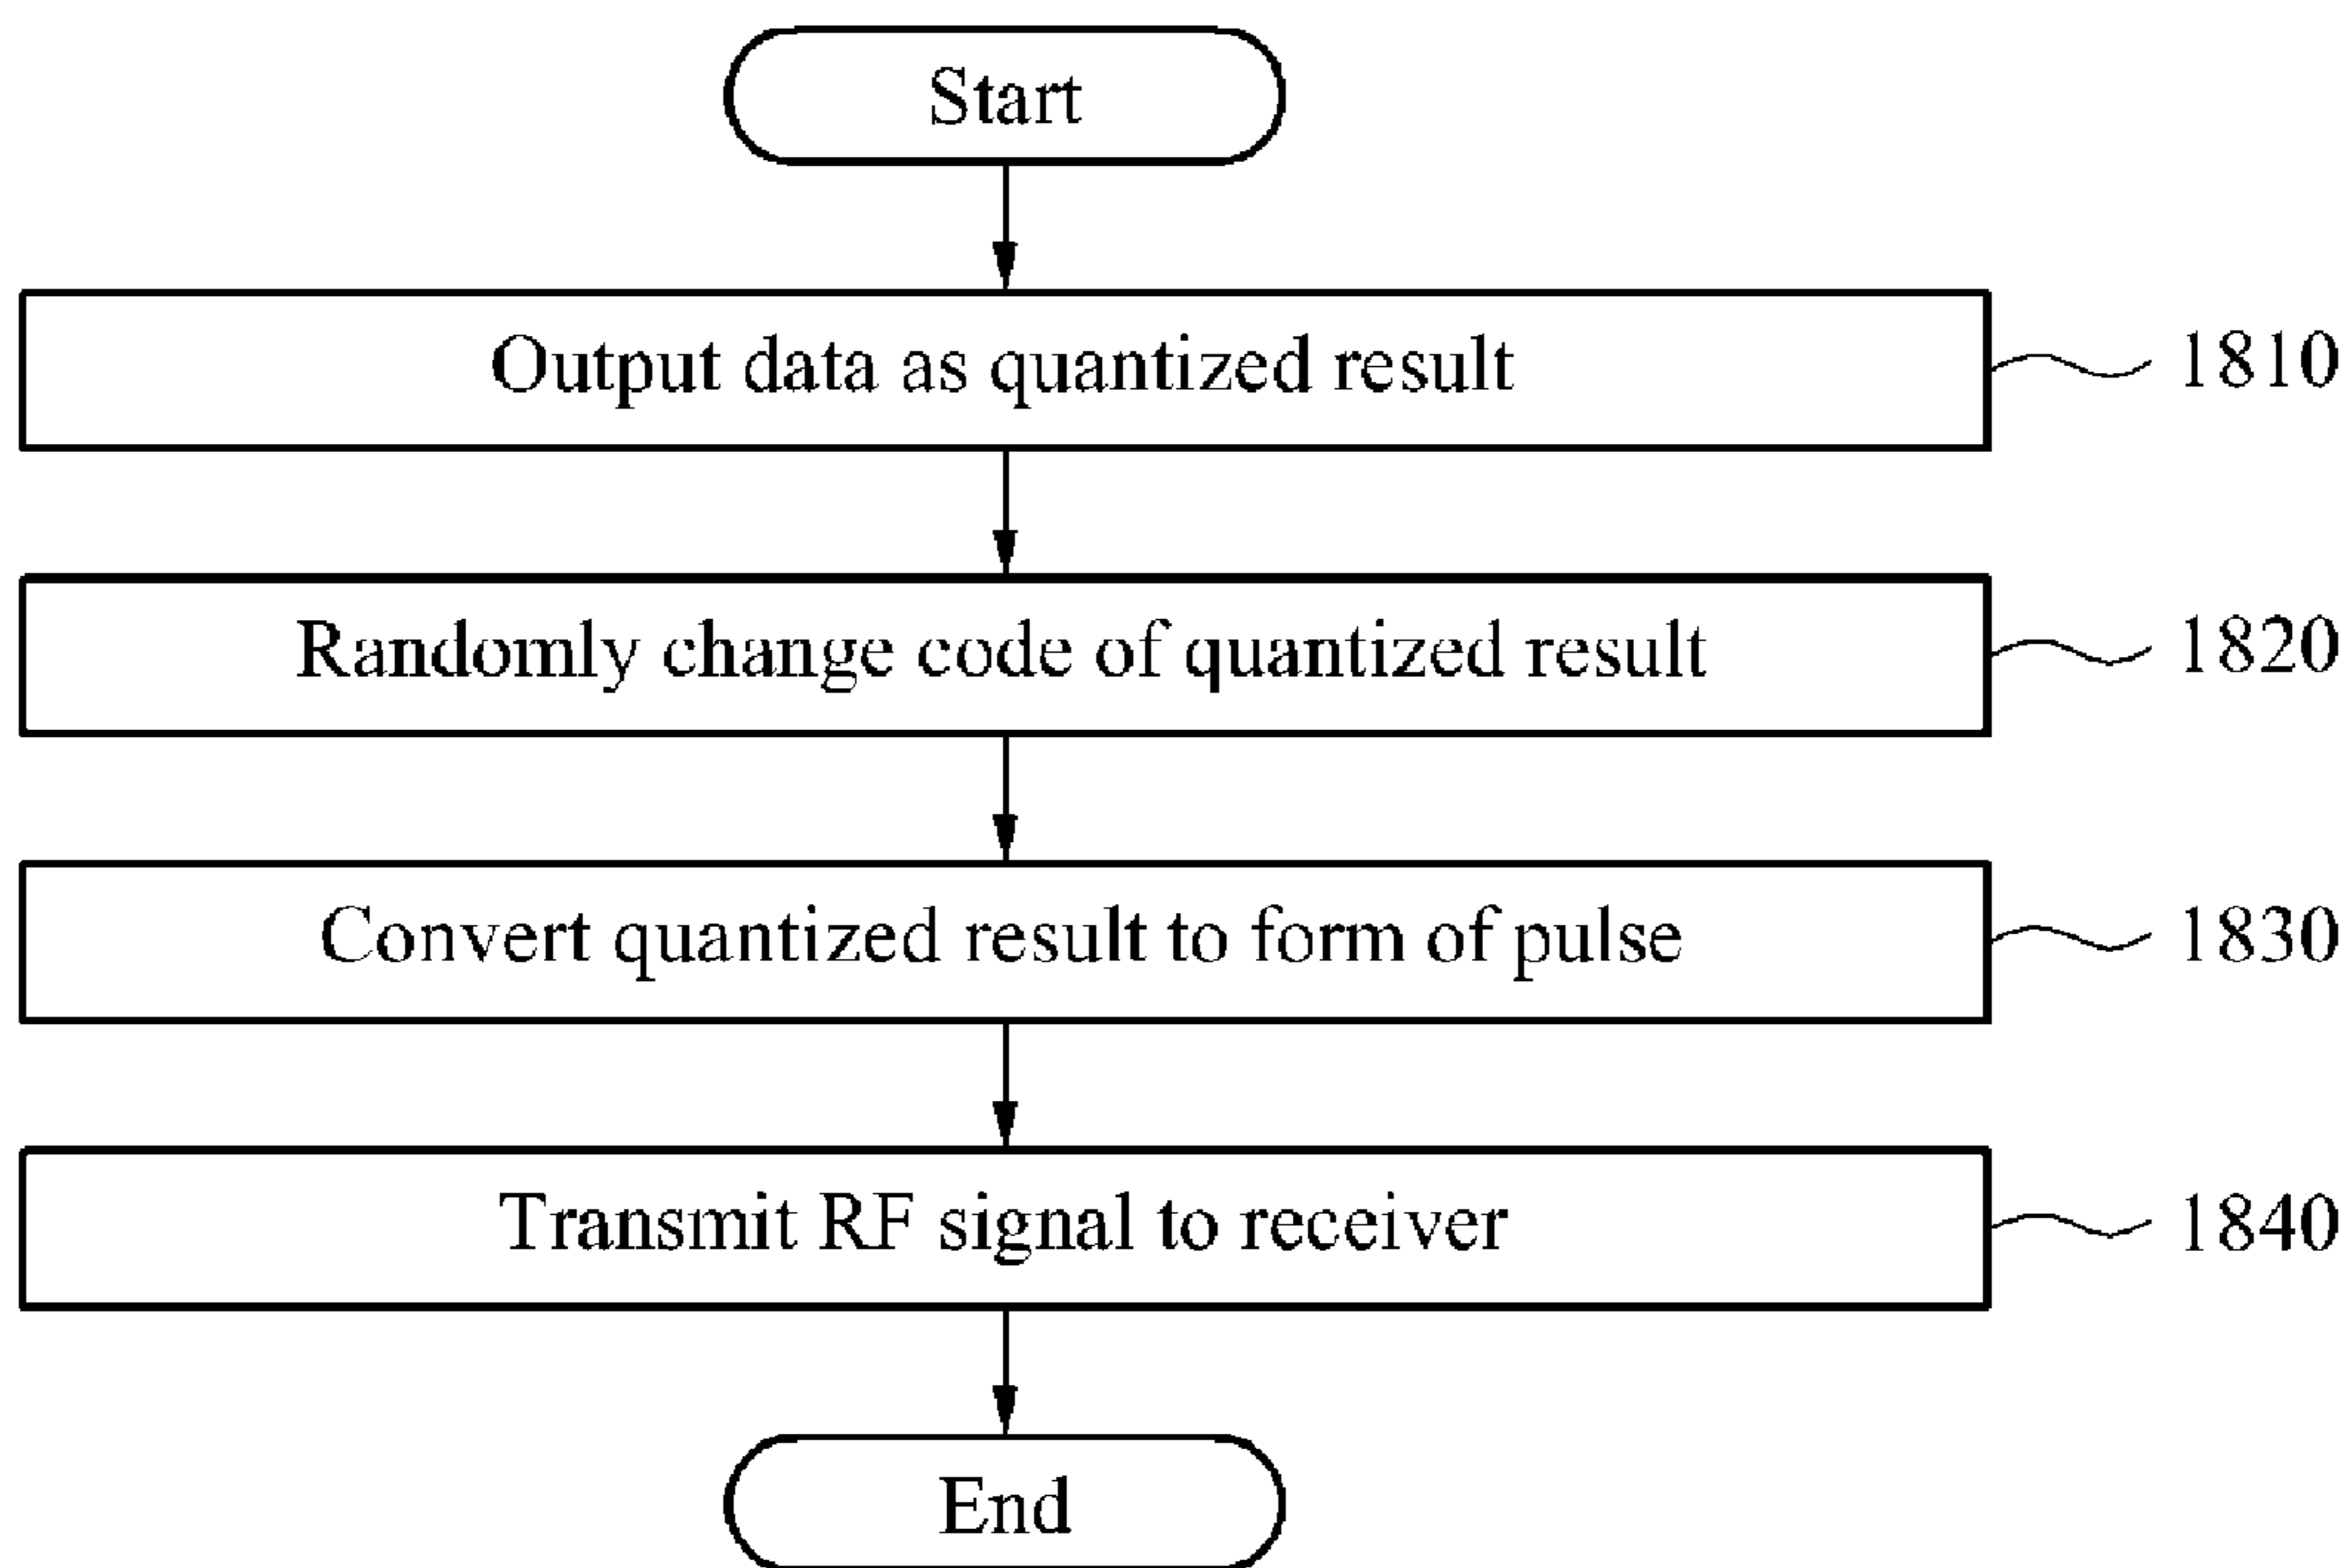 Start
Output data as quantized result
1810
Randomly change code of quantized result
1820
Convert quantized result to form of pulse
1830
Transmit RF signal to receiver
1840
End